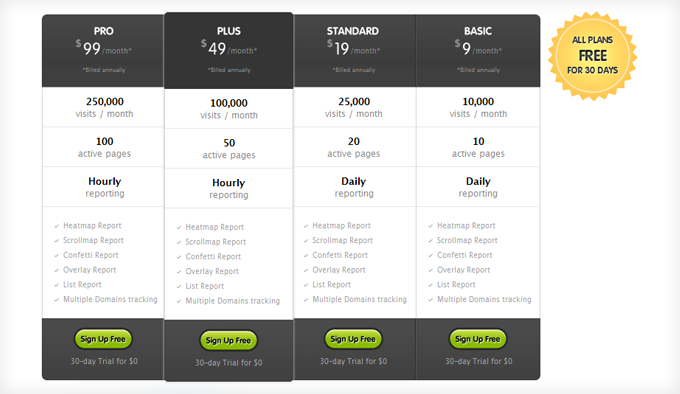 PRO
$99/month*
*Billed annually
250,000
visits / month
100
active pages
Hourly
reporting
✓ Heatmap Report
✓ Scrollmap Report
✓ Confetti Report
✓ Overlay Report
✓ List Report
✓ Multiple Domains tracking
Sign Up Free
30-day Trial for $0
PLUS
$49/month*
*Billed annually
100,000
visits / month
50
active pages
Hourly
reporting
✓ Heatmap Report
✓ Scrollmap Report
✓ Confetti Report
✓ Overlay Report
✓ List Report
✓ Multiple Domains tracking
Sign Up Free
30-day Trial for $0
STANDARD
$19/month*
*Billed annually
25,000
visits / month
20
active pages
Daily
reporting
✓ Heatmap Report
✓ Scrollmap Report
✓ Confetti Report
✓ Overlay Report
✓ List Report
✓ Multiple Domains tracking
Sign Up Free
30-day Trial for $0
BASIC
$9/month*
*Billed annually
10,000
visits / month
10
active pages
Daily
reporting
✓ Heatmap Report
✓ Scrollmap Report
✓ Confetti Report
✓ Overlay Report
✓ List Report
✓ Multiple Domains tracking
Sign Up Free
30-day Trial for $0
ALL PLANS
FREE
FOR 30 DAYS